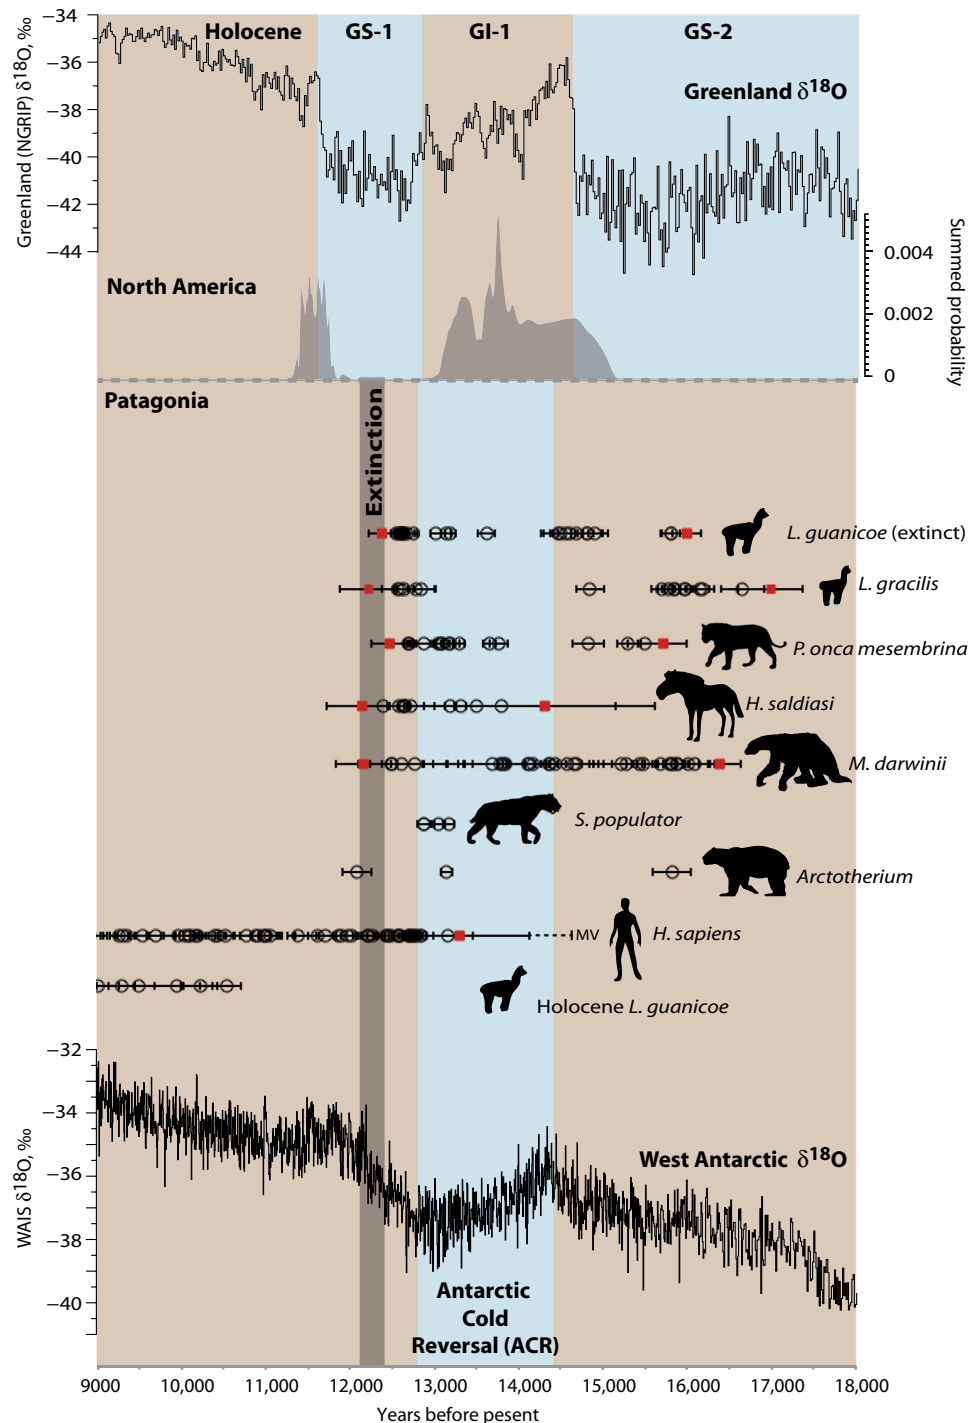 Holocene GS-1 GI-1 GS-2
Greenland δ18O
Greenland (NGRIP) δ18O, ‰
−34
−36
−38
−40
−42
−44
Summed probability
0.004
0.002
0
North America
Patagonia
Extinction
L. guanicoe (extinct)
L. gracilis
P. onca mesembrina
H. saldiasi
M. darwinii
S. populator
Arctotherium
MV H. sapiens
Holocene L. guanicoe
WAIS δ18O, ‰
−32
−34
−36
−38
−40
West Antarctic δ18O
Antarctic
Cold
Reversal (ACR)
9000 10,000 11,000 12,000 13,000 14,000 15,000 16,000 17,000 18,000
Years before pesent